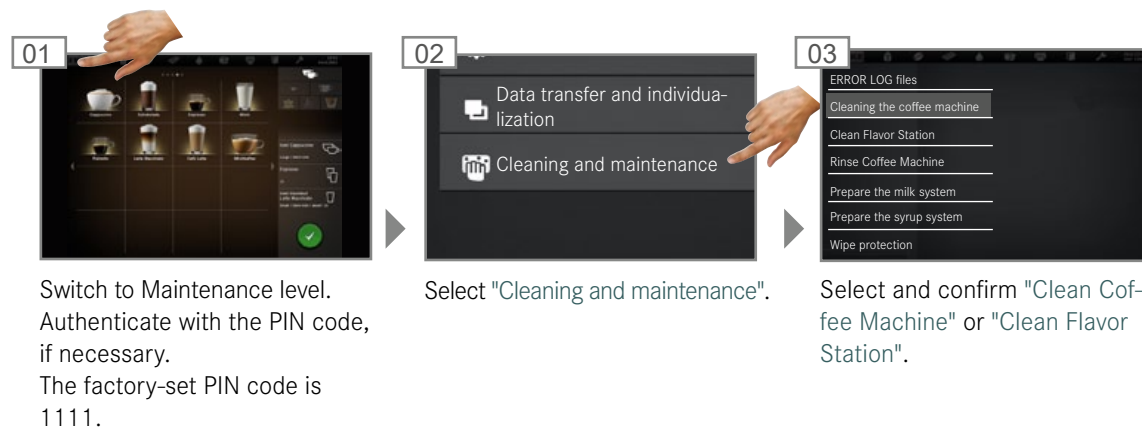 01
02
03
Data transfer and individua-
lization
Cleaning and maintenance
ERROR LOG files
Cleaning the coffee machine
Clean Flavor Station
Rinse Coffee Machine
Prepare the milk system
Prepare the syrup system
Wipe protection
Switch to Maintenance level.
Authenticate with the PIN code,
if necessary.
The factory-set PIN code is
1111.
Select "Cleaning and maintenance".
Select and confirm "Clean Cof-
fee Machine" or "Clean Flavor
Station".